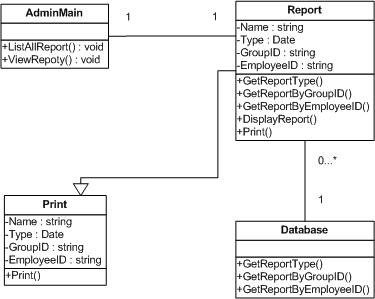 AdminMain
+ListAllReport() : void
+ViewRepoty() : void
1
1
Report
-Name : string
-Type : Date
-GroupID : string
-EmployeeID : string
+GetReportType()
+GetReportByGroupID()
+GetReportByEmployeeID()
+DisplayReport()
+Print()
0...*
1
Print
-Name : string
-Type : Date
-GroupID : string
-EmployeeID : string
+Print()
Database
+GetReportType()
+GetReportByGroupID()
+GetReportByEmployeeID()